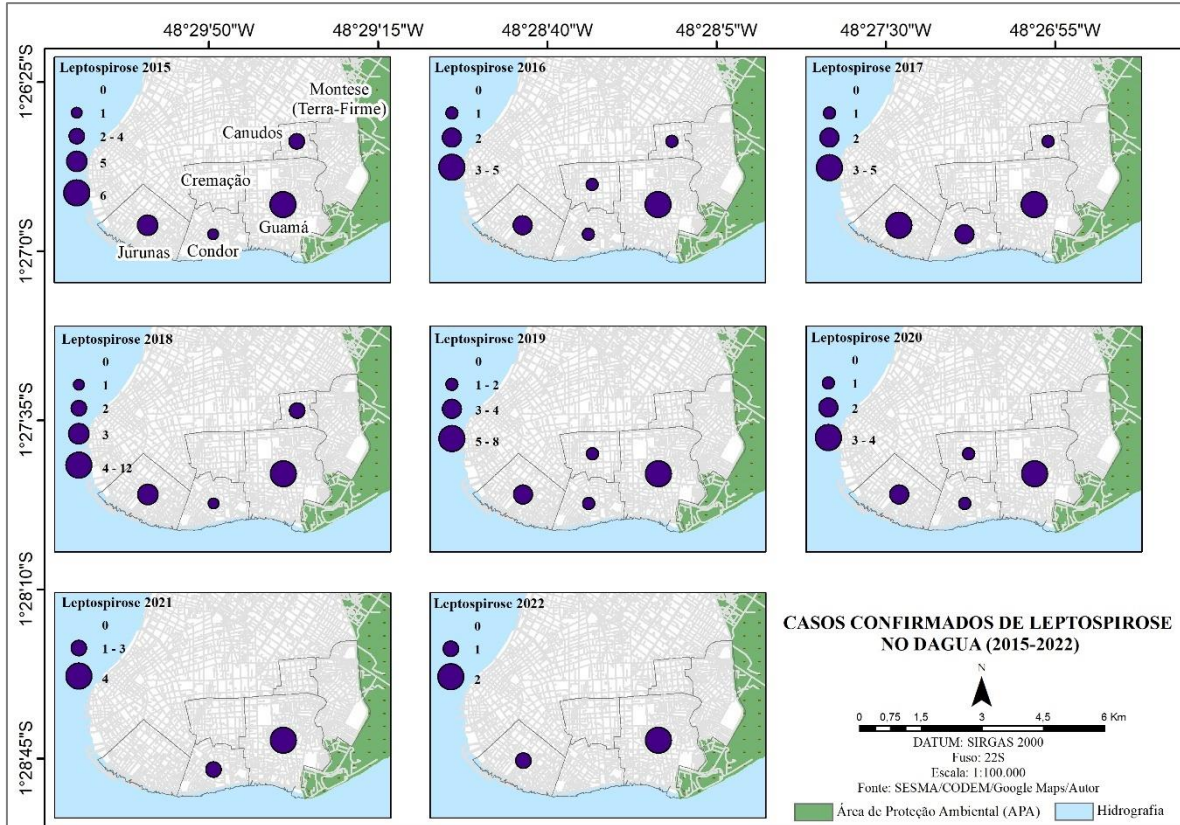 48°29'50"W
48°29'15"W
48°28'40"W
48°28'5"W
48°27'30"W
48°26'55"W
1°26'25"S
1°27'0"S
1°27'35"S
1°28'10"S
1°28'45"S
Leptospirose 2015
0
1
2 - 4
5
6
Montese
(Terra-Firme)
Canudos
Cremação
Guamá
Jurunas
Condor
Leptospirose 2016
0
1
2
3 - 5
Leptospirose 2017
0
1
2
3 - 5
Leptospirose 2018
0
1
2
3
4 - 12
Leptospirose 2019
0
1 - 2
3 - 4
5 - 8
Leptospirose 2020
0
1
2
3 - 4
Leptospirose 2021
0
1 - 3
4
Leptospirose 2022
0
1
2
CASOS CONFIRMADOS DE LEPTOSPIROSE
NO DAGUA (2015-2022)
N
0 0,75 1,5 3 4,5 6 Km
DATUM: SIRGAS 2000
Fuso: 22S
Escala: 1:100.000
Fonte: SESMA/CODEM/Google Maps/Autor
Área de Proteção Ambiental (APA) Hidrografia